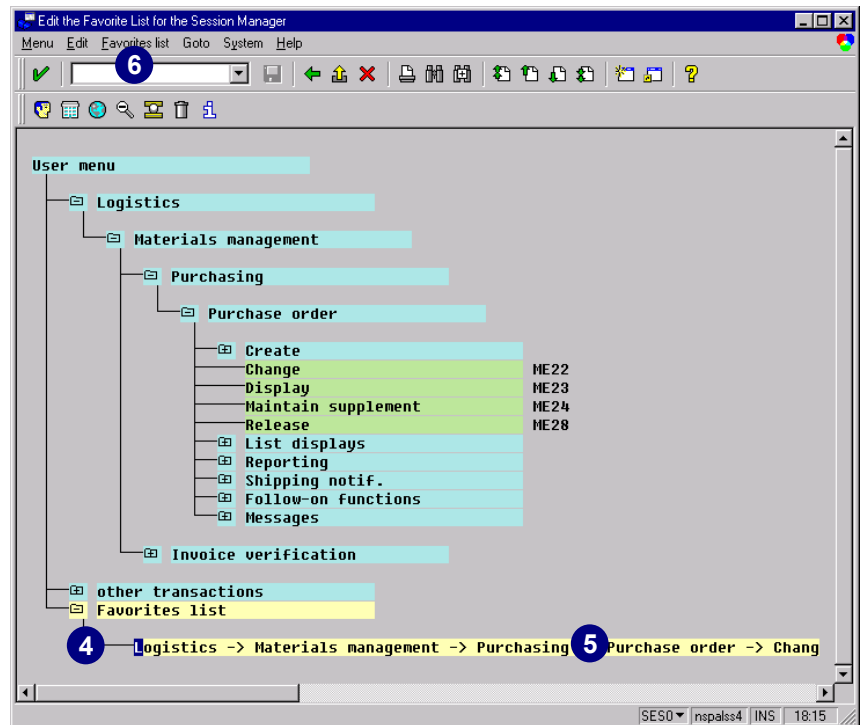 Edit the Favorite List for the Session Manager
Menu Edit Favorites list Goto System Help
6
User menu
Logistics
Materials management
Purchasing
Purchase order
Create
Change ME22
Display ME23
Maintain supplement ME24
Release ME28
List displays
Reporting
Shipping notif.
Follow-on functions
Messages
Invoice verification
other transactions
Favorites list
4 Logistics -> Materials management -> Purchasing 5 Purchase order -> Chang
SES0 nspalss4 INS 18:15